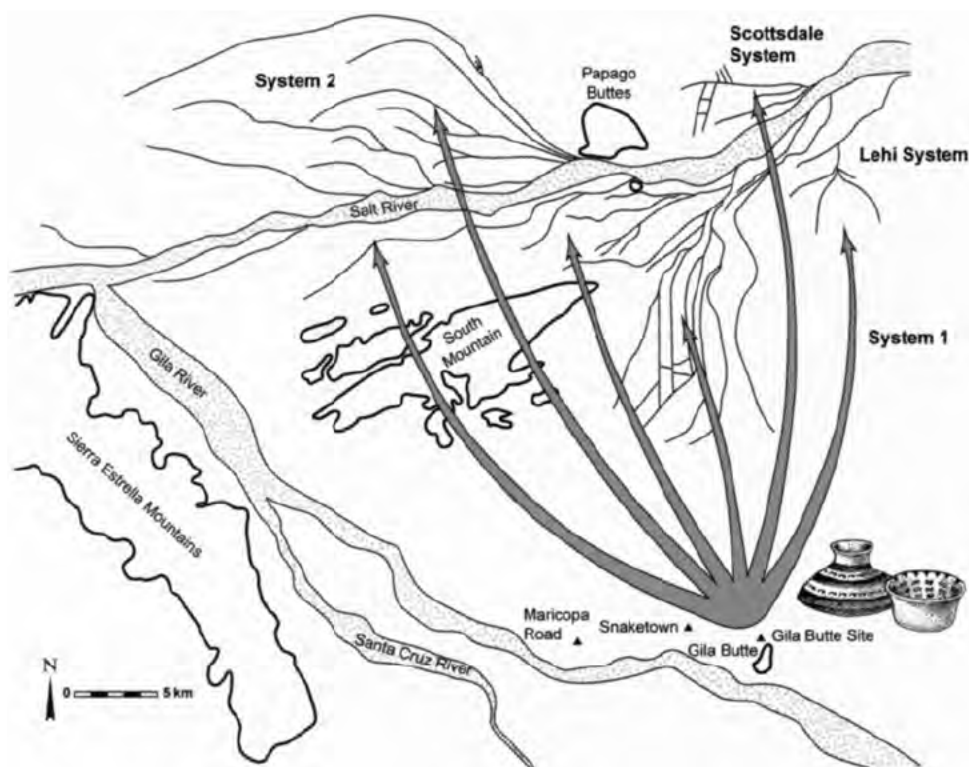 System 2
Papago
Buttes
Scottsdale
System
Lehi System
Salt River
South
Mountain
System 1
Gila River
Sierra Estrella Mountains
Santa Cruz River
Maricopa
Road
Snaketown
Gila Butte Site
Gila Butte
N
0 5 km